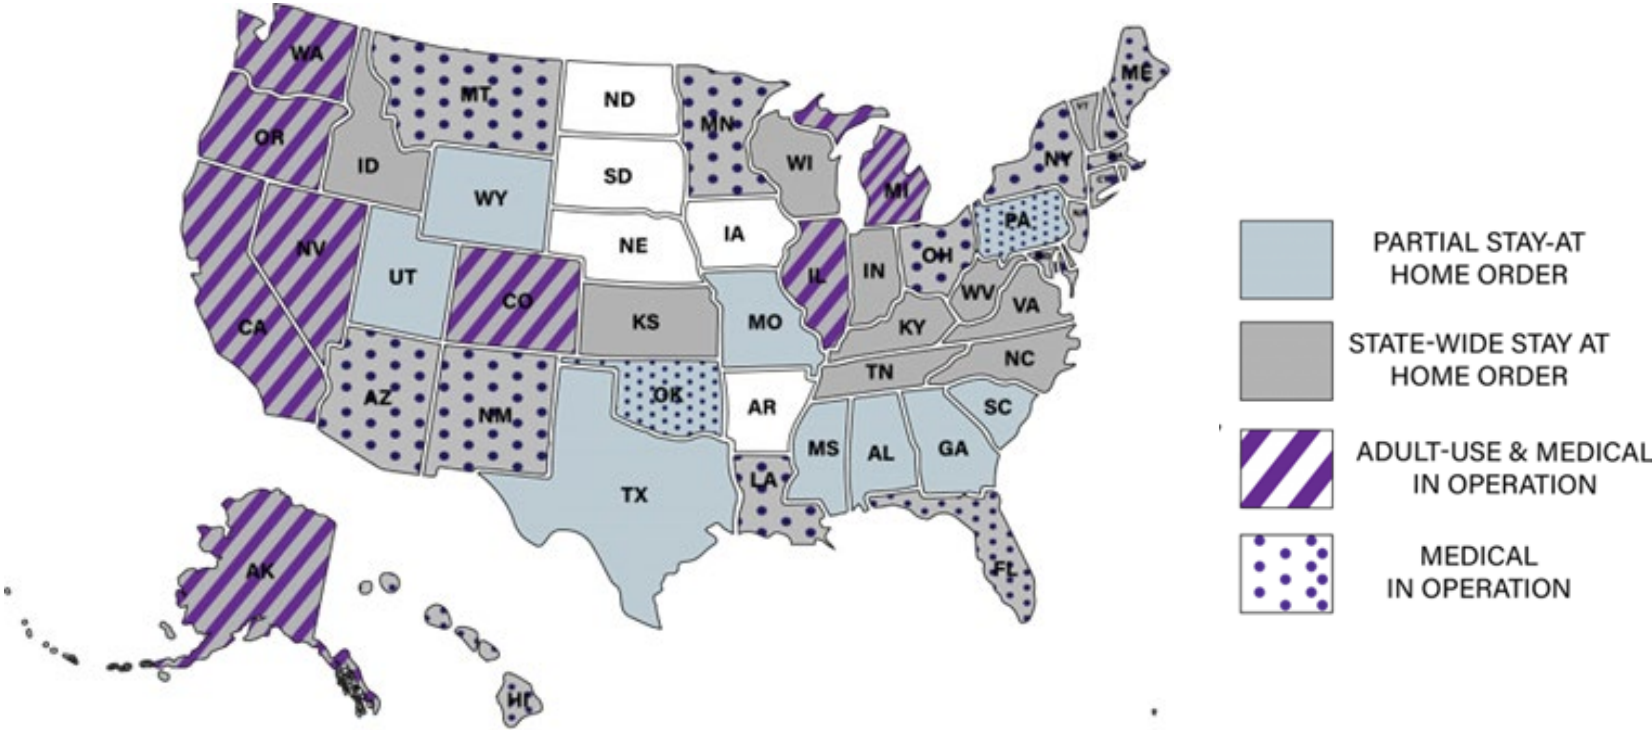 WA
MT
ND
MN
ME
VT
OR
ID
SD
WI
MI
NY
WY
NE
IA
PA
NV
UT
CO
IL
IN
OH
CA
KS
MO
KY
WV
VA
AZ
NM
OK
AR
TN
NC
SC
TX
LA
MS
AL
GA
FL
AK
HI
CT
PARTIAL STAY-AT
HOME ORDER
STATE-WIDE STAY AT
HOME ORDER
ADULT-USE & MEDICAL
IN OPERATION
MEDICAL
IN OPERATION